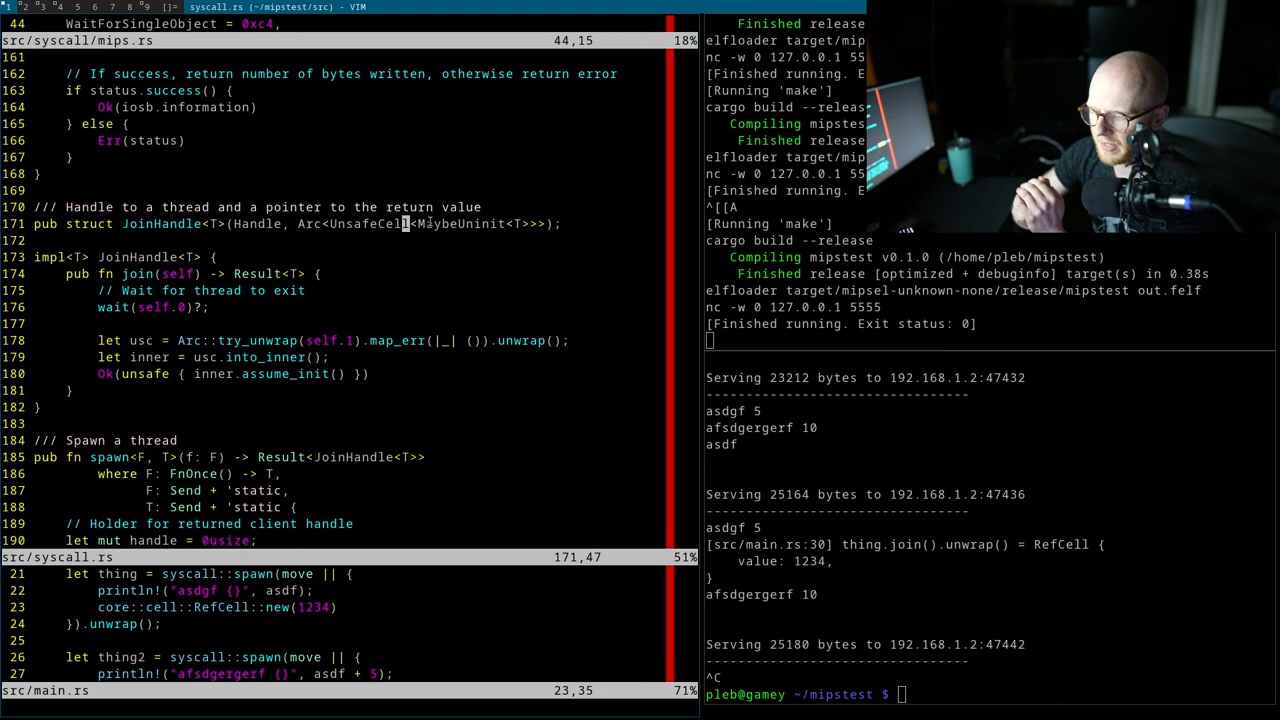 1 2 3 4 5 6 7 8 9 []= syscall.rs (~/mipstest/src) - VIM
44 WaitForSingleObject = 0xc4,
src/syscall/mips.rs 44,15 18%
161
162 // If success, return number of bytes written, otherwise return error
163 if status.success() {
164 Ok(iosb.information)
165 } else {
166 Err(status)
167 }
168 }
169
170 /// Handle to a thread and a pointer to the return value
171 pub struct JoinHandle<T>(Handle, Arc<UnsafeCell<MaybeUninit<T>>>);
172
173 impl<T> JoinHandle<T> {
174 pub fn join(self) -> Result<T> {
175 // Wait for thread to exit
176 wait(self.0)?;
177
178 let usc = Arc::try_unwrap(self.1).map_err(|_| ()).unwrap();
179 let inner = usc.into_inner();
180 Ok(unsafe { inner.assume_init() })
181 }
182 }
183
184 /// Spawn a thread
185 pub fn spawn<F, T>(f: F) -> Result<JoinHandle<T>>
186 where F: FnOnce() -> T,
187 F: Send + 'static,
188 T: Send + 'static {
189 // Holder for returned client handle
190 let mut handle = 0usize;
src/syscall.rs 171,47 51%
21 let thing = syscall::spawn(move || {
22 println!("asdgf {}", asdf);
23 core::cell::RefCell::new(1234)
24 }).unwrap();
25
26 let thing2 = syscall::spawn(move || {
27 println!("afsdgergerf {}", asdf + 5);
src/main.rs 23,35 71%
Finished release
elfloader target/mip
nc -w 0 127.0.0.1 55
[Finished running. E
[Running 'make']
cargo build --releas
Compiling mipstes
Finished release
elfloader target/mip
nc -w 0 127.0.0.1 55
[Finished running. E
^[[A
[Running 'make']
cargo build --release
Compiling mipstest v0.1.0 (/home/pleb/mipstest)
Finished release [optimized + debuginfo] target(s) in 0.38s
elfloader target/mipsel-unknown-none/release/mipstest out.felf
nc -w 0 127.0.0.1 5555
[Finished running. Exit status: 0]
Serving 23212 bytes to 192.168.1.2:47432
---------------------------------
asdgf 5
afsdgergerf 10
asdf
Serving 25164 bytes to 192.168.1.2:47436
---------------------------------
asdgf 5
[src/main.rs:30] thing.join().unwrap() = RefCell {
value: 1234,
}
afsdgergerf 10
Serving 25180 bytes to 192.168.1.2:47442
---------------------------------
^C
pleb@gamey ~/mipstest $